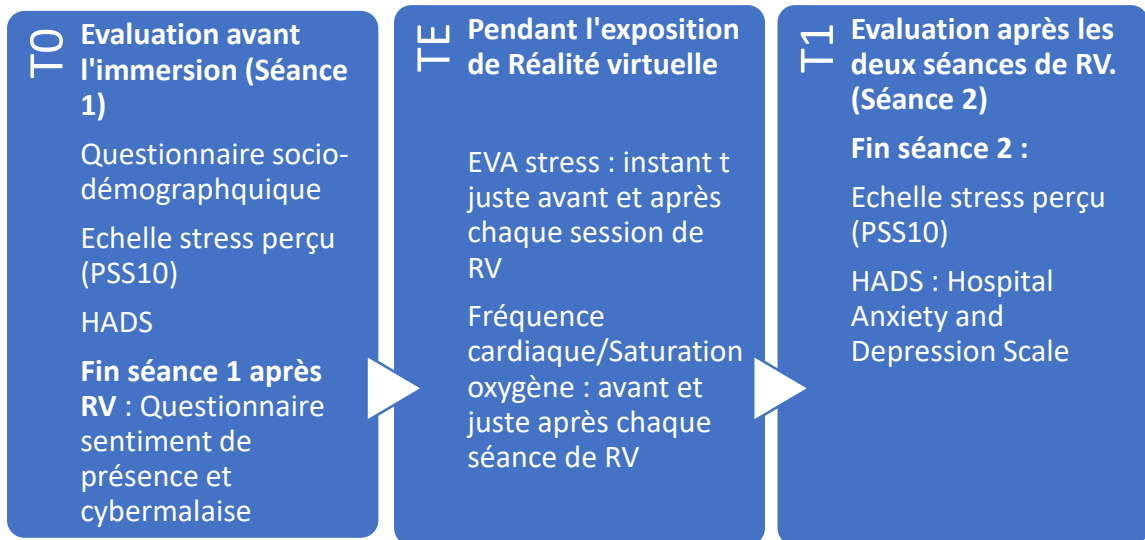 T0
Evaluation avant
l'immersion (Séance
1)
Questionnaire socio-
démographquique
Echelle stress perçu
(PSS10)
HADS
Fin séance 1 après
RV : Questionnaire
sentiment de
présence et
cybermalaise
TE
Pendant l'exposition
de Réalité virtuelle
EVA stress : instant t
juste avant et après
chaque session de
RV
Fréquence
cardiaque/Saturation
oxygène : avant et
juste après chaque
séance de RV
T1
Evaluation après les
deux séances de RV.
(Séance 2)
Fin séance 2 :
Echelle stress perçu
(PSS10)
HADS : Hospital
Anxiety and
Depression Scale